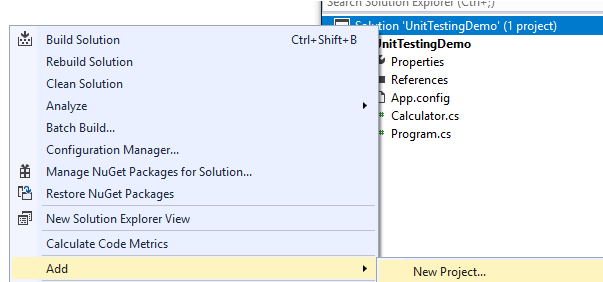 Search Solution Explorer (Ctrl+;)
Solution 'UnitTestingDemo' (1 project)
UnitTestingDemo
Properties
References
App.config
Calculator.cs
Program.cs
Build Solution Ctrl+Shift+B
Rebuild Solution
Clean Solution
Analyze
Batch Build...
Configuration Manager...
Manage NuGet Packages for Solution...
Restore NuGet Packages
New Solution Explorer View
Calculate Code Metrics
Add
New Project...